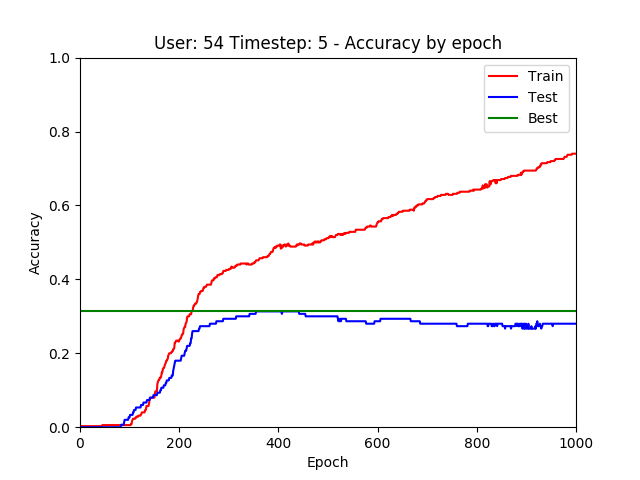 User: 54 Timestep: 5 - Accuracy by epoch
1.0
0.8
0.6
0.4
0.2
0.0
Accuracy
Train
Test
Best
0 200 400 600 800 1000
Epoch